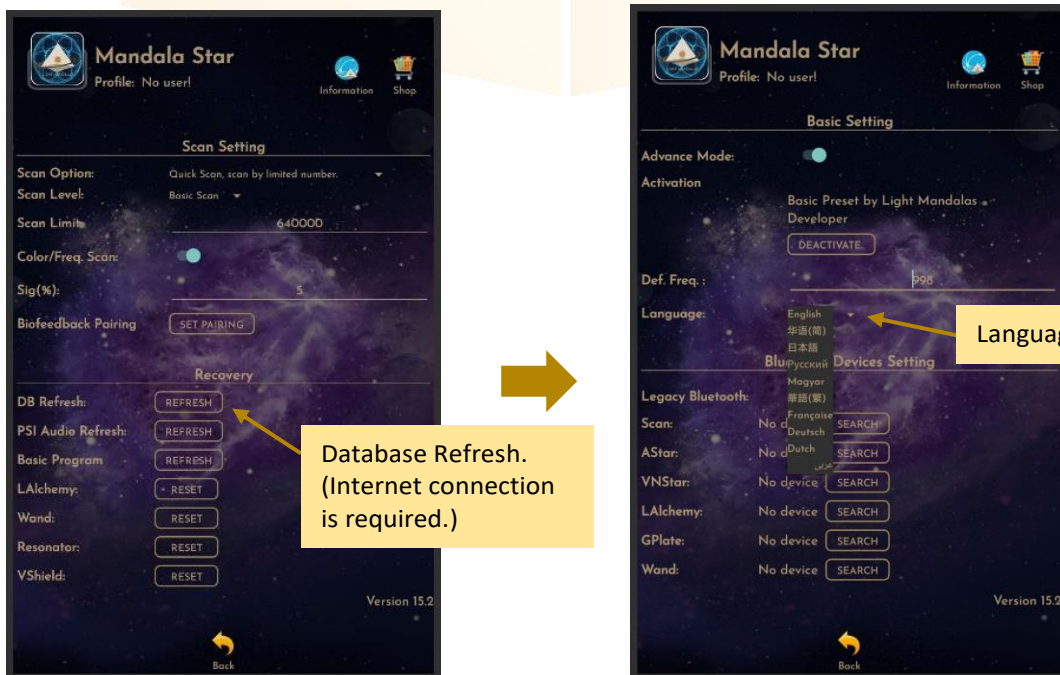 Mandala Star
Profile: No user!
Information
Shop
Scan Setting
Scan Option: Quick Scan, scan by limited number.
Scan Level: Basic Scan
Scan Limit: 640000
Color/Freq. Scan:
Sig(%): 5
Biofeedback Pairing SET PAIRING
Recovery
DB Refresh: REFRESH
PSI Audio Refresh: REFRESH
Basic Program REFRESH
LAlchemy: RESET
Wand: RESET
Resonator: RESET
VShield: RESET
Version 15.2
Back
Database Refresh.
(Internet connection
is required.)
Mandala Star
Profile: No user!
Information
Shop
Basic Setting
Advance Mode:
Activation
Basic Preset by Light Mandalas
Developer
DEACTIVATE
Def. Freq. : 998
Language: English
华语(简)
日本語
Русский
Magyar
華語(繁)
Française
Deutsch
Dutch
عربى
Devices Setting
Legacy Bluetooth:
Scan: SEARCH
AStar: SEARCH
VNStar: No device SEARCH
LAlchemy: No device SEARCH
GPlate: No device SEARCH
Wand: No device SEARCH
Version 15.2
Back